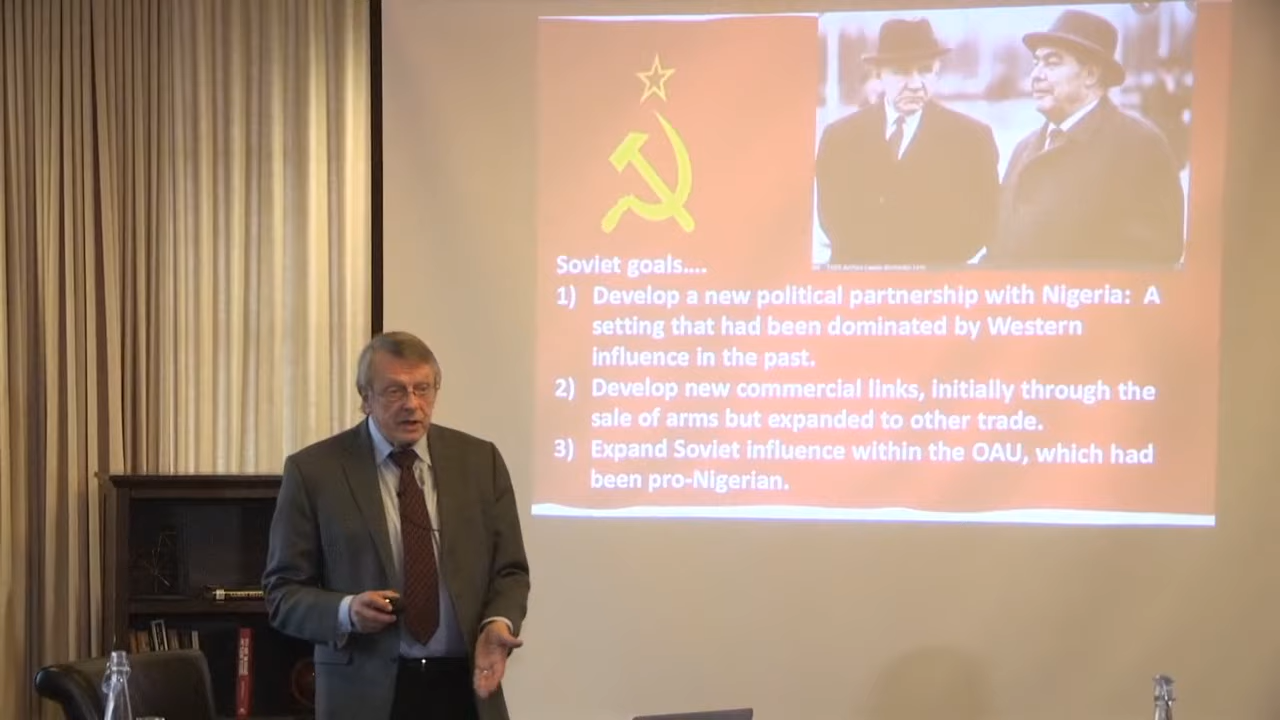 Soviet goals....
1) Develop a new political partnership with Nigeria: A
setting that had been dominated by Western
influence in the past.
2) Develop new commercial links, initially through the
sale of arms but expanded to other trade.
3) Expand Soviet influence within the OAU, which had
been pro-Nigerian.